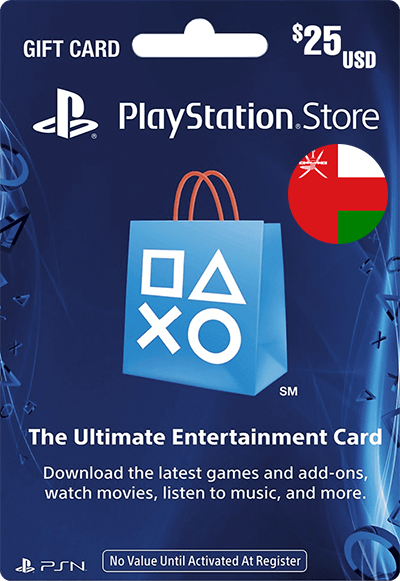 GIFT CARD
$25 USD
PlayStation.Store
SM
The Ultimate Entertainment Card
Download the latest games and add-ons,
watch movies, listen to music, and more.
PSN
No Value Until Activated At Register